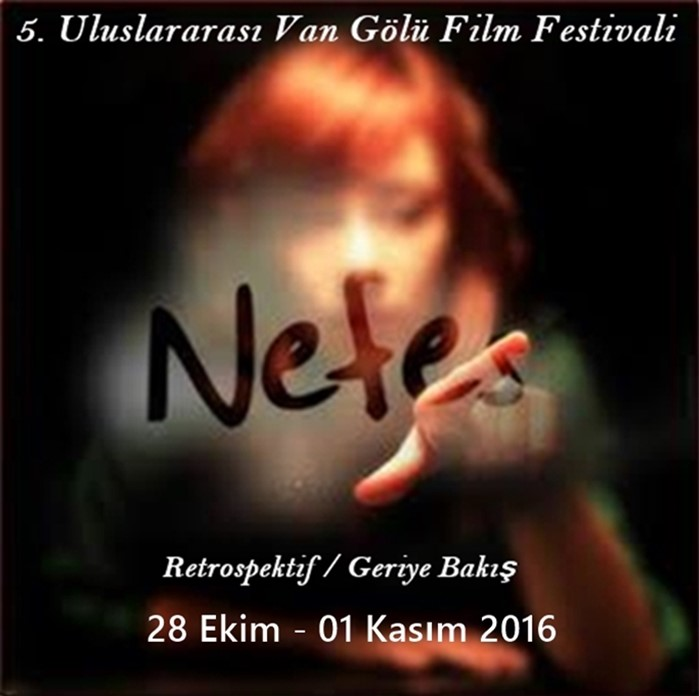 5. Uluslararası Van Gölü Film Festivali
Nefes
Retrospektif / Geriye Bakış
28 Ekim - 01 Kasım 2016